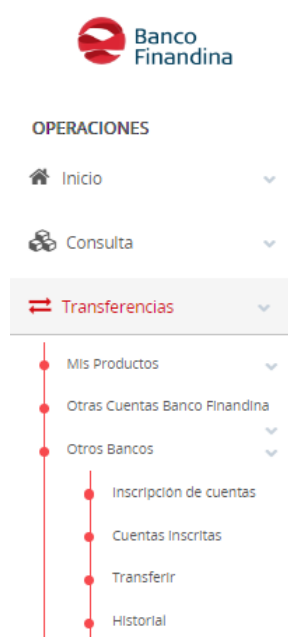 Banco
Finandina
OPERACIONES
Inicio
Consulta
Transferencias
Mis Productos
Otras Cuentas Banco Finandina
Otros Bancos
Inscripción de cuentas
Cuentas Inscritas
Transferir
Historial